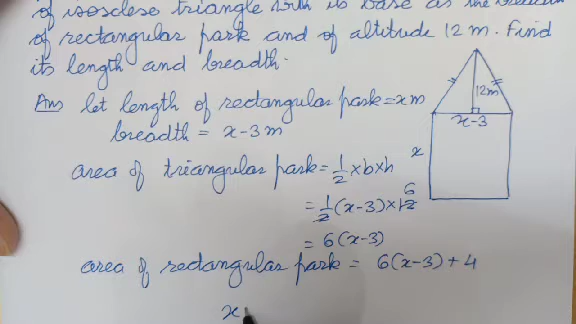 of isosclese triangle with its base as the breadth
of rectangular park and of altitude 12 m. Find
its length and breadth.
Ans let length of rectangular park = x m
breadth = x-3 m
12m
x-3
x
area of triangular park = 1/2 × b × h
= 1/2 (x-3) × 12 6
= 6(x-3)
area of rectangular park = 6(x-3) + 4
x